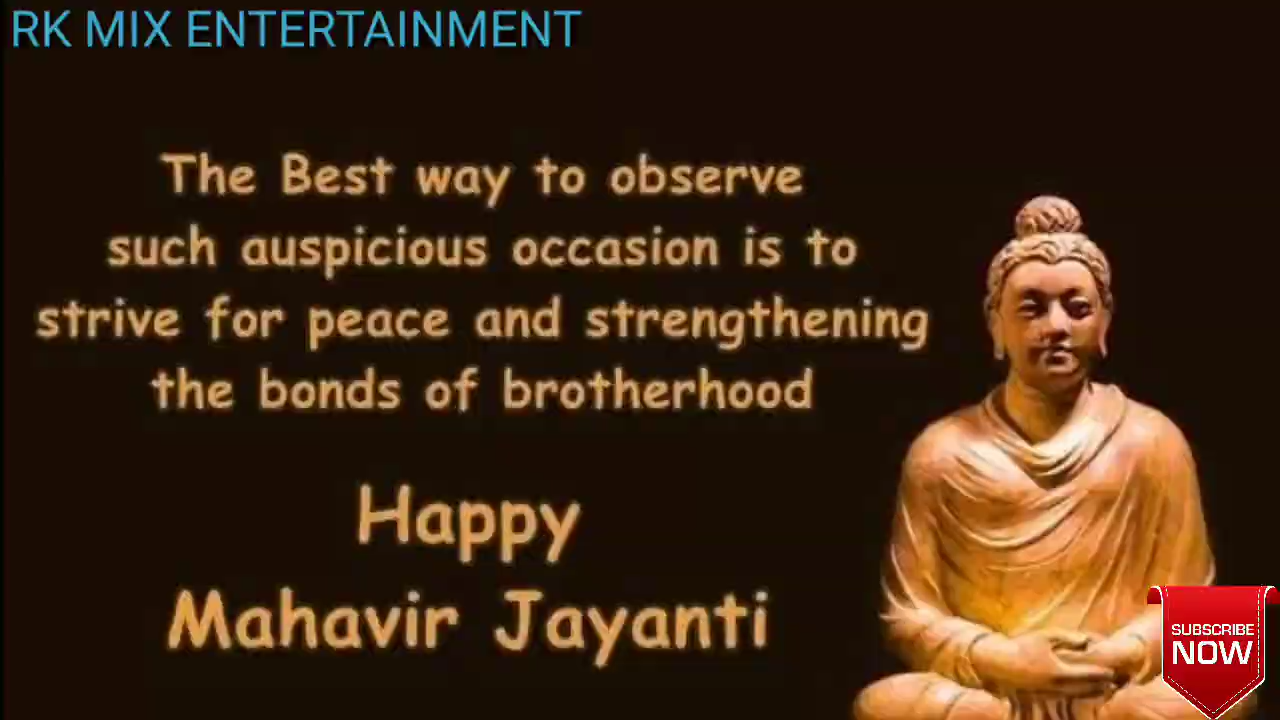 RK MIX ENTERTAINMENT
The Best way to observe
such auspicious occasion is to
strive for peace and strengthening
the bonds of brotherhood
Happy
Mahavir Jayanti
SUBSCRIBE
NOW